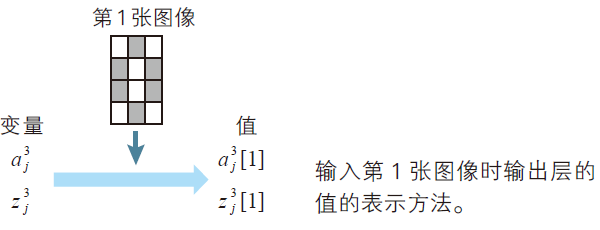 第1张图像
变量 值
a_j^3 a_j^3[1]
z_j^3 z_j^3[1]
输入第 1 张图像时输出层的
值的表示方法。